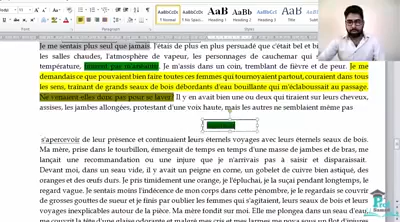 AaBbCcDc AaBbCcDc AaBb AaBbC AaBl
¶ Normal ¶ No Spaci... Heading 1 Heading 2 Title
Styles
Je me sentais plus seul que jamais. J'étais de plus en plus persuadé que c'était bel et bi
les salles chaudes, l'atmosphère de vapeur, les personnages de cauchemar qui
température, m'anéantir. Je m'assis dans un coin, tremblant de fièvre et de peur. Je me
demandais ce que pouvaient bien faire toutes ces femmes qui tournoyaient partout, couraient dans tous
les sens, traînant de grands seaux de bois débordants d'eau bouillante qui m'éclaboussait au passage.
Ne venaient-elles donc pas pour se laver? Il y en avait bien une ou deux qui tiraient sur leurs cheveux,
assises, les jambes allongées, protestant d'une voix haute, mais les autres ne semblaient même pas
s'apercevoir de leur présence et continuaient leurs éternels voyages avec leurs éternels seaux de bois.
Ma mère, prise dans le tourbillon, émergeait de temps en temps d'une masse de jambes et de bras, me
lançait une recommandation ou une injure que je n'arrivais pas à saisir et disparaissait.
Devant moi, dans un seau vide, il y avait un peigne en corne, un gobelet de cuivre bien astiqué, des
oranges et des œufs durs. Je pris timidement une orange, je l'épluchai, je la suçai pendant longtemps, le
regard vague. Je sentais moins l'indécence de mon corps dans cette pénombre, je le regardais se couvrir
de grosses gouttes de sueur et je finis par oublier les femmes qui s'agitaient, leurs seaux de bois et leurs
voyages inexplicables autour de la pièce. Ma mère fondit sur moi. Elle me plongea dans un seau d'eau,